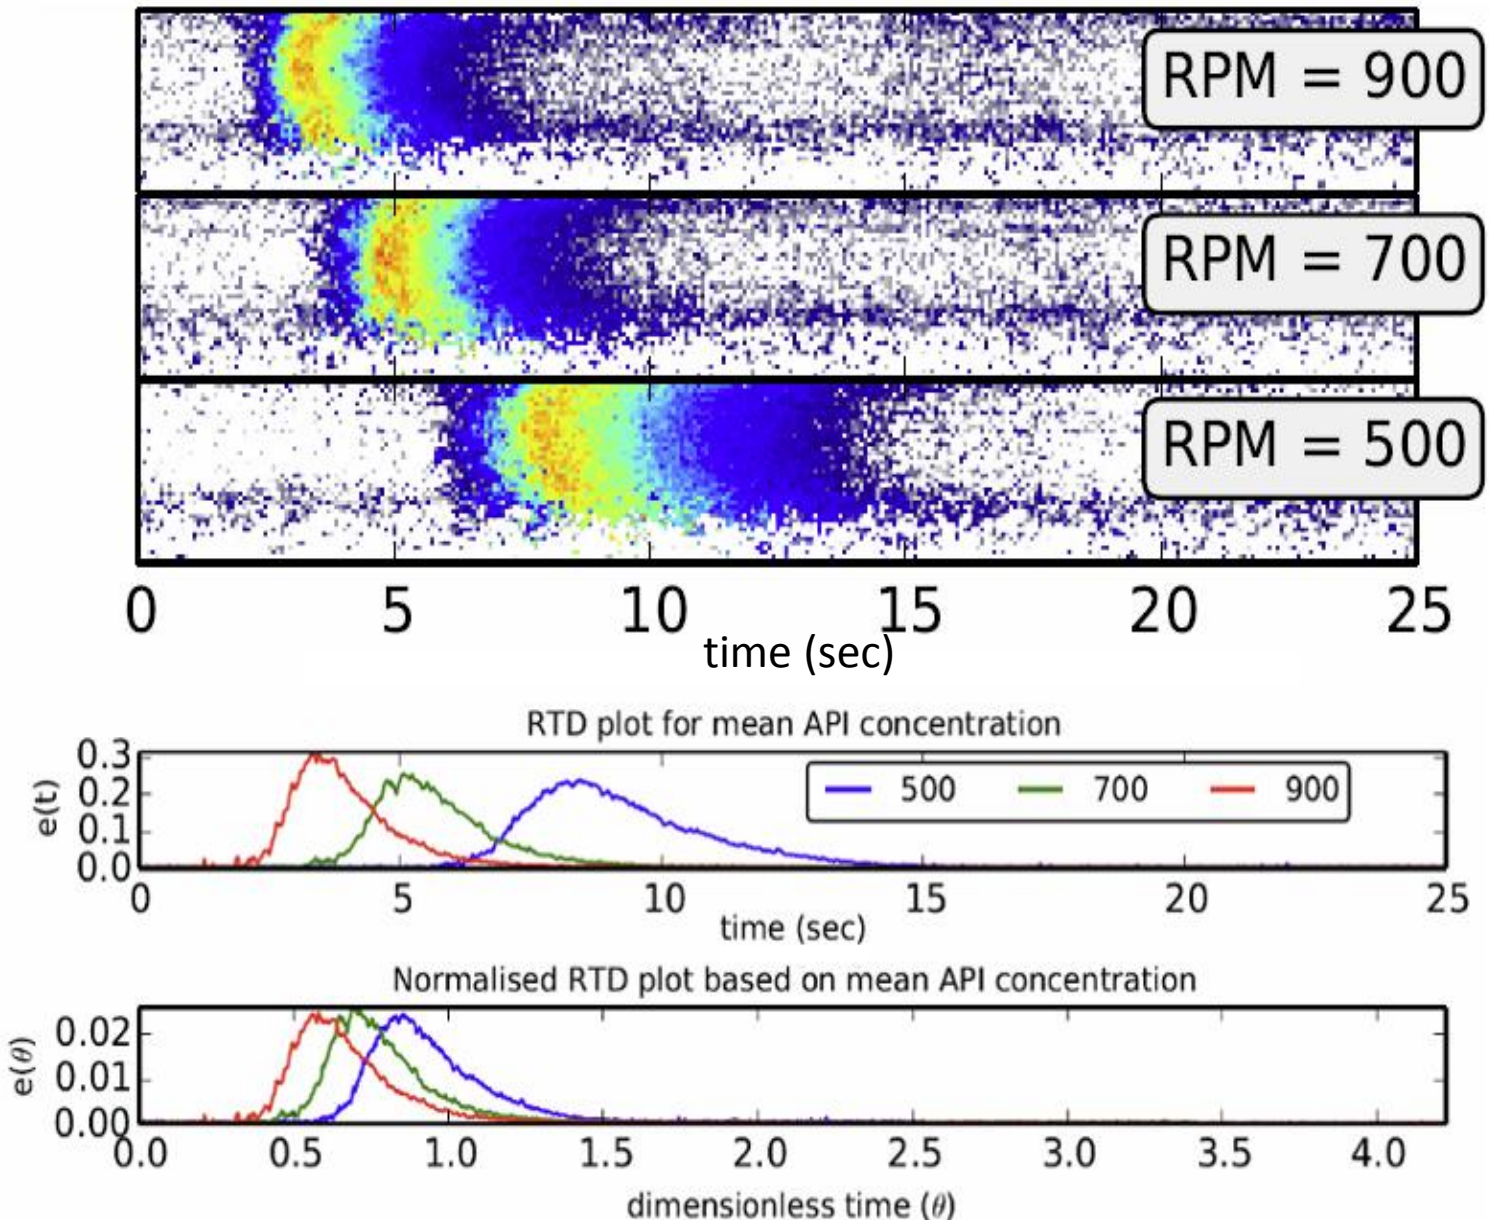 RPM = 900
RPM = 700
RPM = 500
0 5 10 15 20 25
time (sec)
RTD plot for mean API concentration
0.3
0.2
0.1
0.0
e(t)
500 700 900
0 5 10 15 20 25
time (sec)
Normalised RTD plot based on mean API concentration
0.02
0.01
0.00
e(θ)
0.0 0.5 1.0 1.5 2.0 2.5 3.0 3.5 4.0
dimensionless time (θ)